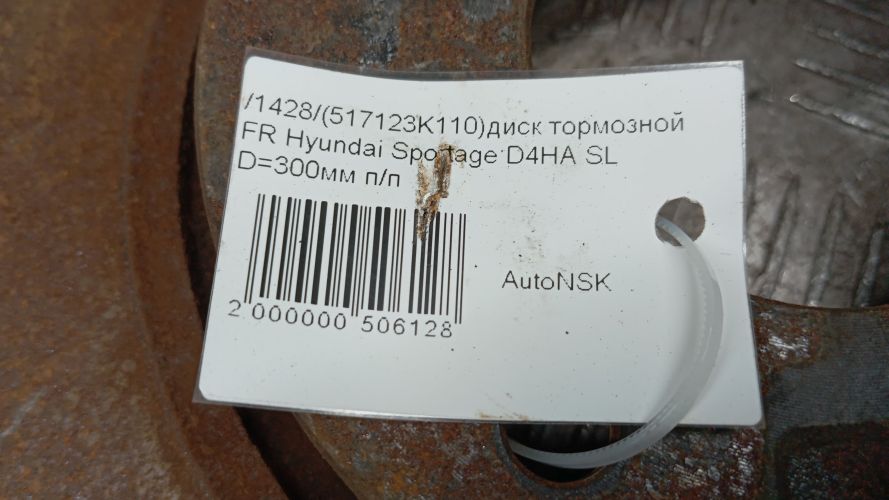 /1428/(517123K110)диск тормозной
FR Hyundai Sportage D4HA SL
D=300мм п/п
AutoNSK
2 000000 506128